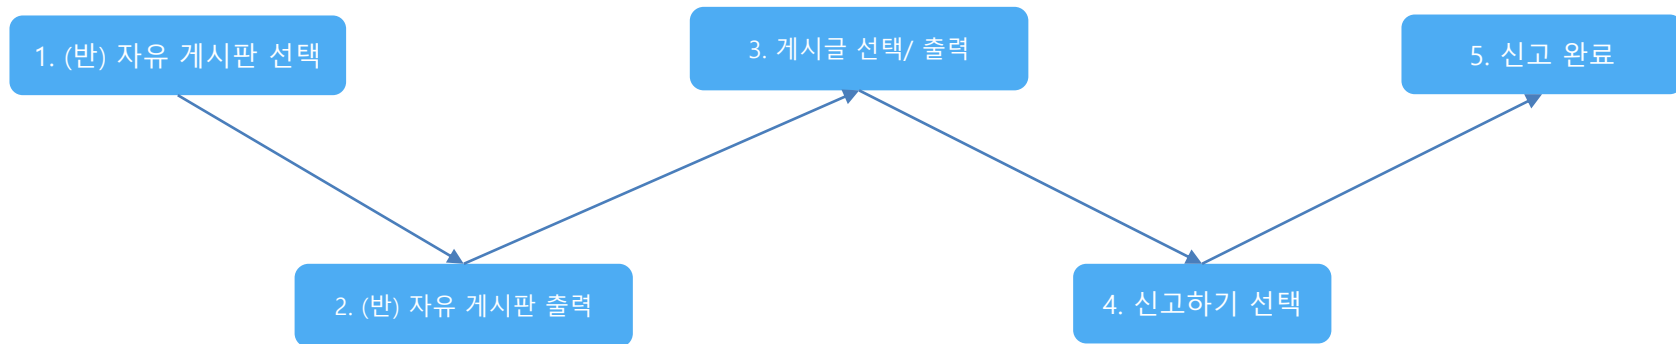 1. (반) 자유 게시판 선택
2. (반) 자유 게시판 출력
3. 게시글 선택/ 출력
4. 신고하기 선택
5. 신고 완료